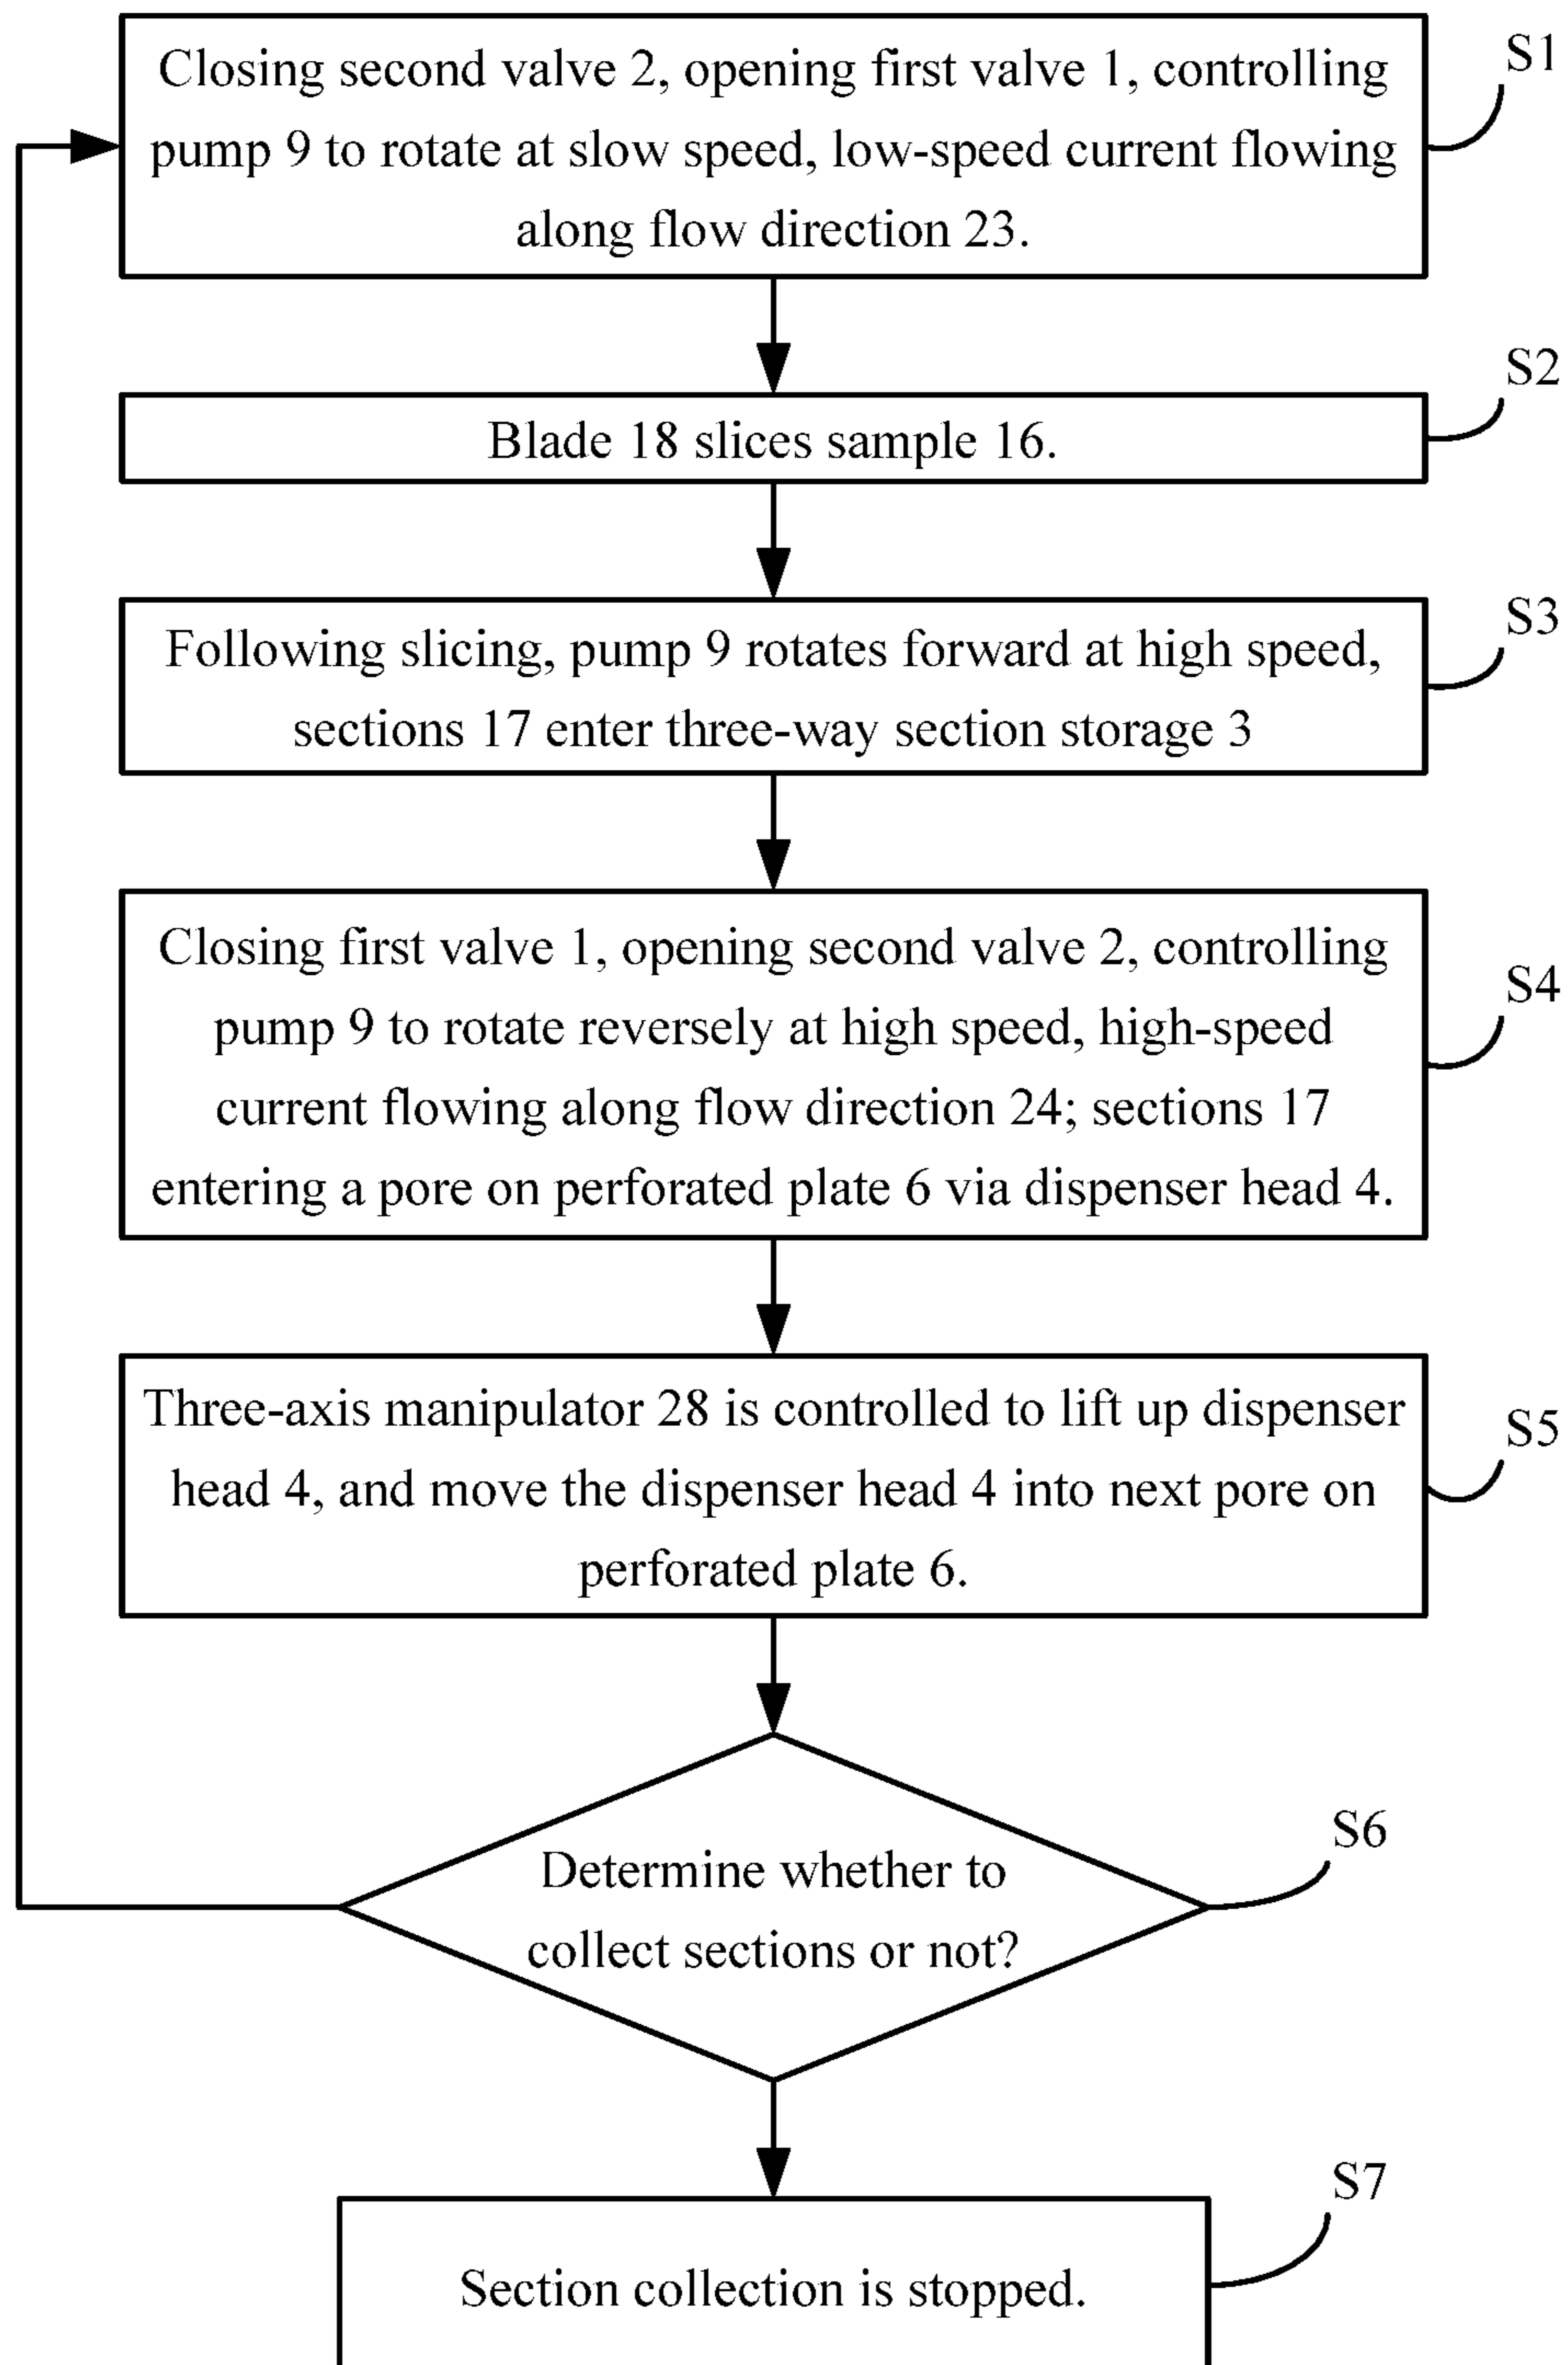 Closing second valve 2, opening first valve 1, controlling
pump 9 to rotate at slow speed, low-speed current flowing
along flow direction 23.
S1
Blade 18 slices sample 16.
S2
Following slicing, pump 9 rotates forward at high speed,
sections 17 enter three-way section storage 3
S3
Closing first valve 1, opening second valve 2, controlling
pump 9 to rotate reversely at high speed, high-speed
current flowing along flow direction 24; sections 17
entering a pore on perforated plate 6 via dispenser head 4.
S4
Three-axis manipulator 28 is controlled to lift up dispenser
head 4, and move the dispenser head 4 into next pore on
perforated plate 6.
S5
Determine whether to
collect sections or not?
S6
Section collection is stopped.
S7